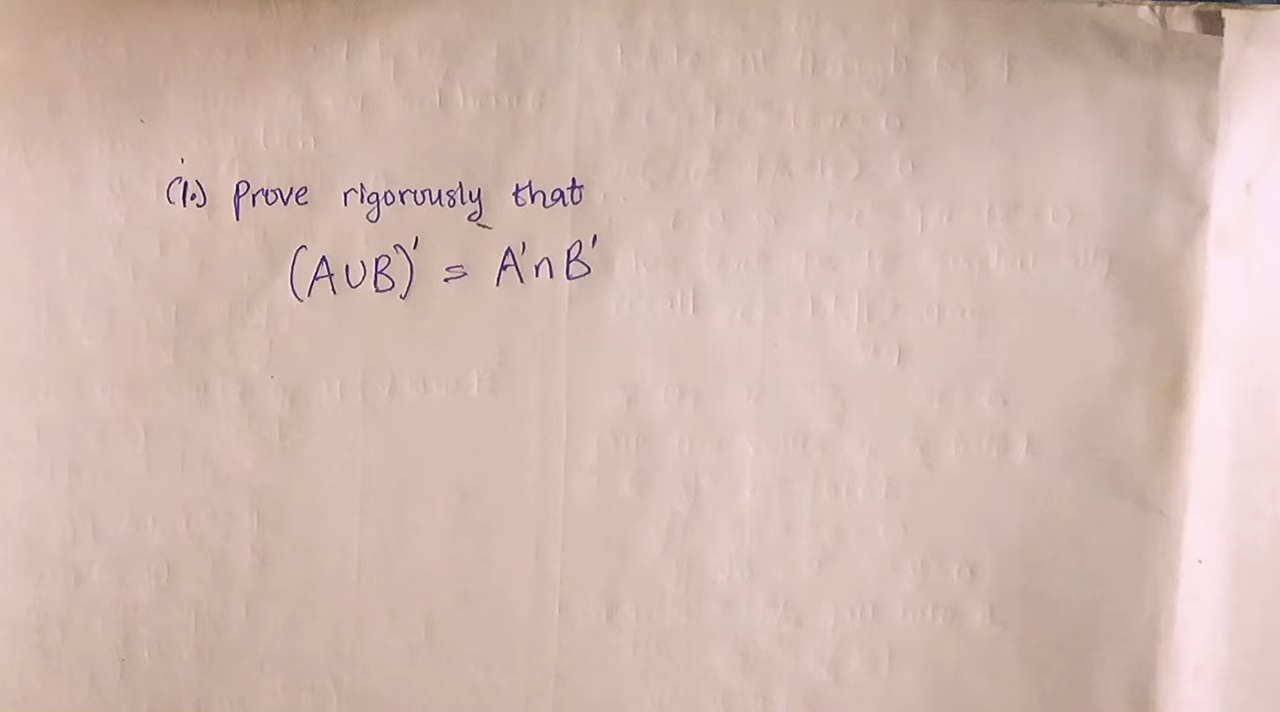 (1.) Prove rigorously that
(A∪B)' = A'∩B'